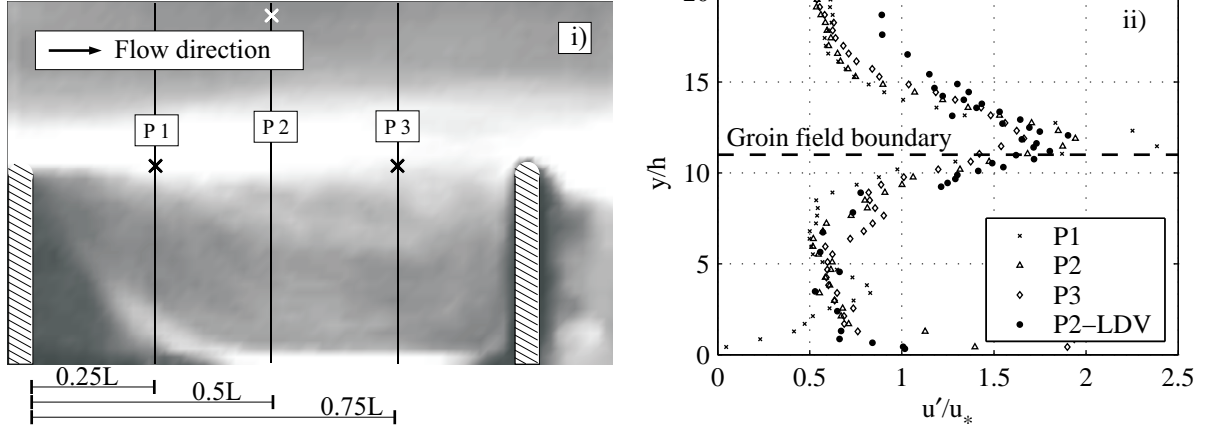 i)
Flow direction
P 1
P 2
P 3
0.25L
0.5L
0.75L
ii)
20
15
10
5
0
y/h
Groin field boundary
P1
P2
P3
P2−LDV
0
0.5
1
1.5
2
2.5
u′/u*